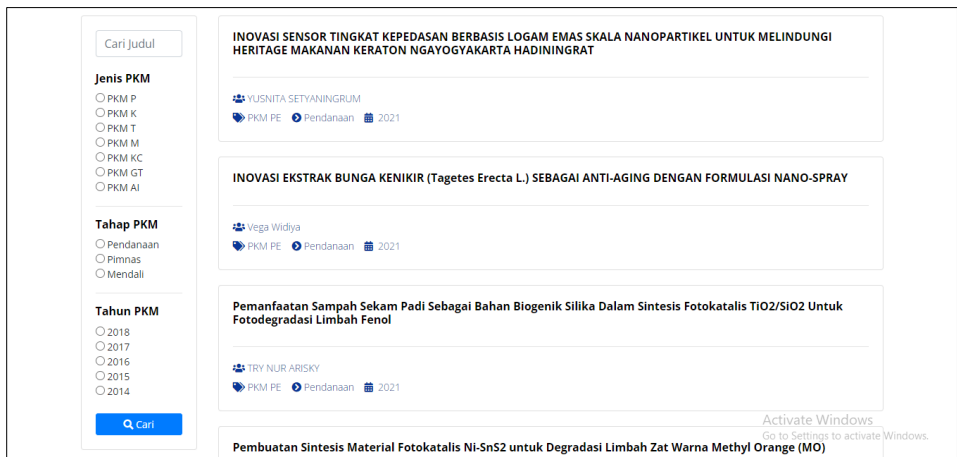 Cari Judul
Jenis PKM
PKM P
PKM K
PKM T
PKM M
PKM KC
PKM GT
PKM AI
Tahap PKM
Pendanaan
Pimnas
Mendali
Tahun PKM
2018
2017
2016
2015
2014
Cari
INOVASI SENSOR TINGKAT KEPEDASAN BERBASIS LOGAM EMAS SKALA NANOPARTIKEL UNTUK MELINDUNGI
HERITAGE MAKANAN KERATON NGAYOGYAKARTA HADININGRAT
YUSNITA SETYANINGRUM
PKM PE Pendanaan 2021
INOVASI EKSTRAK BUNGA KENIKIR (Tagetes Erecta L.) SEBAGAI ANTI-AGING DENGAN FORMULASI NANO-SPRAY
Vega Widiya
PKM PE Pendanaan 2021
Pemanfaatan Sampah Sekam Padi Sebagai Bahan Biogenik Silika Dalam Sintesis Fotokatalis TiO2/SiO2 Untuk
Fotodegradasi Limbah Fenol
TRY NUR ARISKY
PKM PE Pendanaan 2021
Pembuatan Sintesis Material Fotokatalis Ni-SnS2 untuk Degradasi Limbah Zat Warna Methyl Orange (MO)
Activate Windows
Go to Settings to activate Windows.